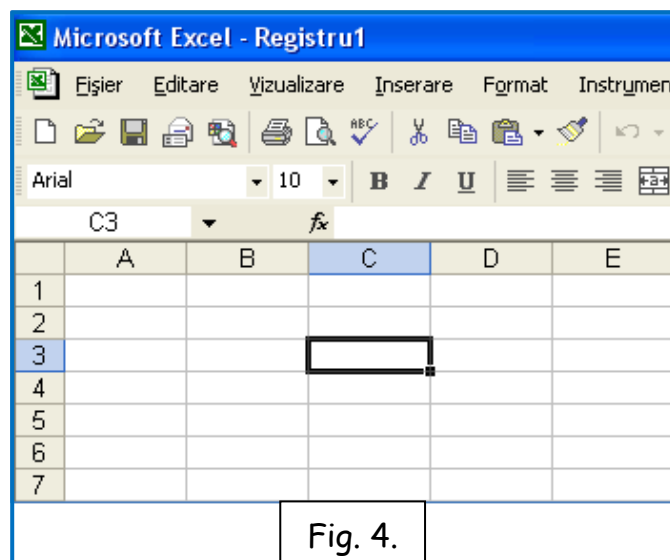 Microsoft Excel - Registru1
Fişier Editare Vizualizare Inserare Format Instrumen
ABC
Arial 10 B I U a
C3 fx
A B C D E
1
2
3
4
5
6
7
Fig. 4.